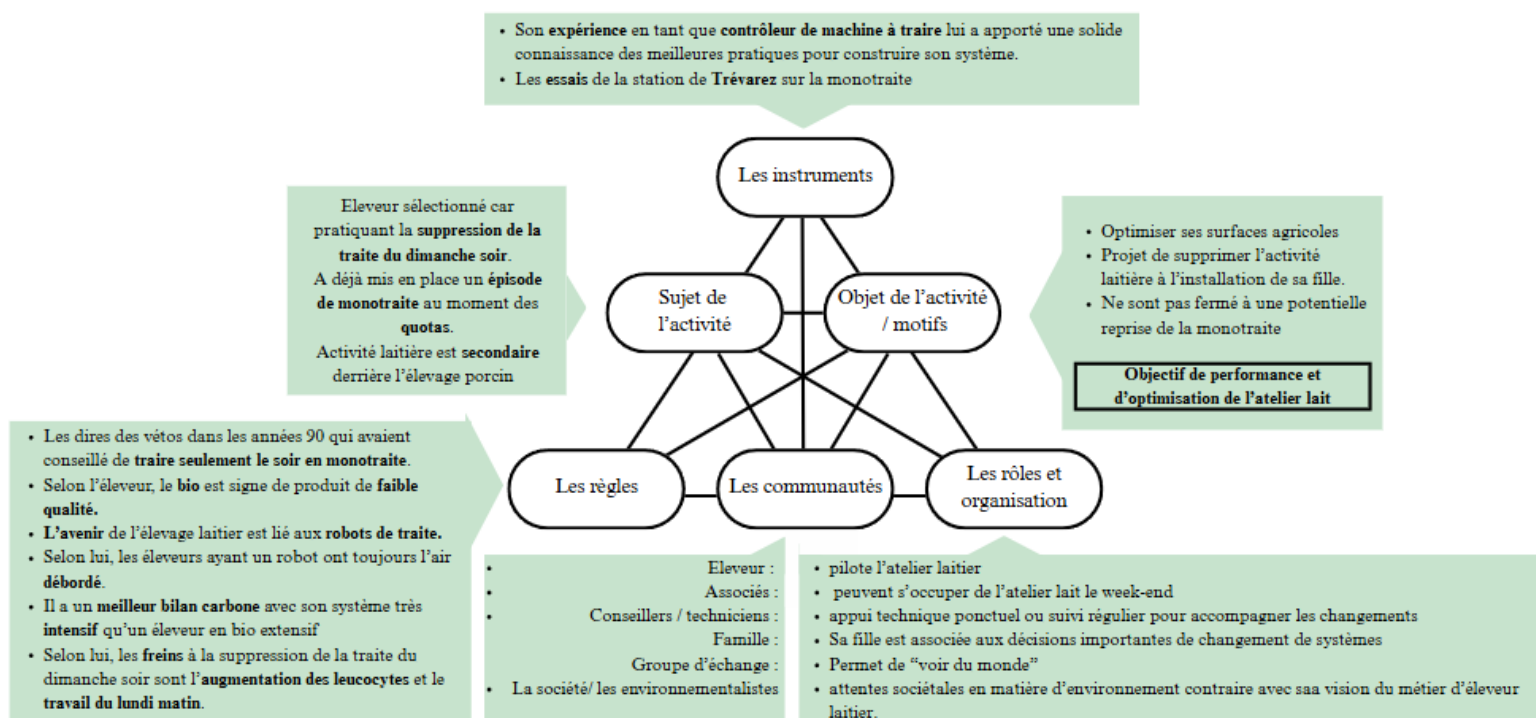 • Son expérience en tant que contrôleur de machine à traire lui a apporté une solide
connaissance des meilleures pratiques pour construire son système.
• Les essais de la station de Trévarez sur la monotraite
Les instruments
Eleveur sélectionné car
pratiquant la suppression de la
traite du dimanche soir.
A déjà mis en place un épisode
de monotraite au moment des
quotas.
Activité laitière est secondaire
derrière l'élevage porcin
Sujet de
l'activité
Objet de l'activité
/ motifs
• Optimiser ses surfaces agricoles
• Projet de supprimer l'activité
laitière à l'installation de sa fille.
• Ne sont pas fermé à une potentielle
reprise de la monotraite
Objectif de performance et
d'optimisation de l'atelier lait
• Les dires des vétos dans les années 90 qui avaient
conseillé de traire seulement le soir en monotraite.
• Selon l'éleveur, le bio est signe de produit de faible
qualité.
• L'avenir de l'élevage laitier est lié aux robots de traite.
• Selon lui, les éleveurs ayant un robot ont toujours l'air
débordé.
• Il a un meilleur bilan carbone avec son système très
intensif qu'un éleveur en bio extensif
• Selon lui, les freins à la suppression de la traite du
dimanche soir sont l'augmentation des leucocytes et le
travail du lundi matin.
Les règles
Les communautés
Les rôles et
organisation
• Eleveur :
• Associés :
• Conseillers / techniciens :
Famille :
Groupe d'échange :
• La société/ les environnementalistes
• pilote l'atelier laitier
• peuvent s'occuper de l'atelier lait le week-end
• appui technique ponctuel ou suivi régulier pour accompagner les changements
• Sa fille est associée aux décisions importantes de changement de systèmes
• Permet de "voir du monde"
• attentes sociétales en matière d'environnement contraire avec saa vision du métier d'éleveur
laitier.